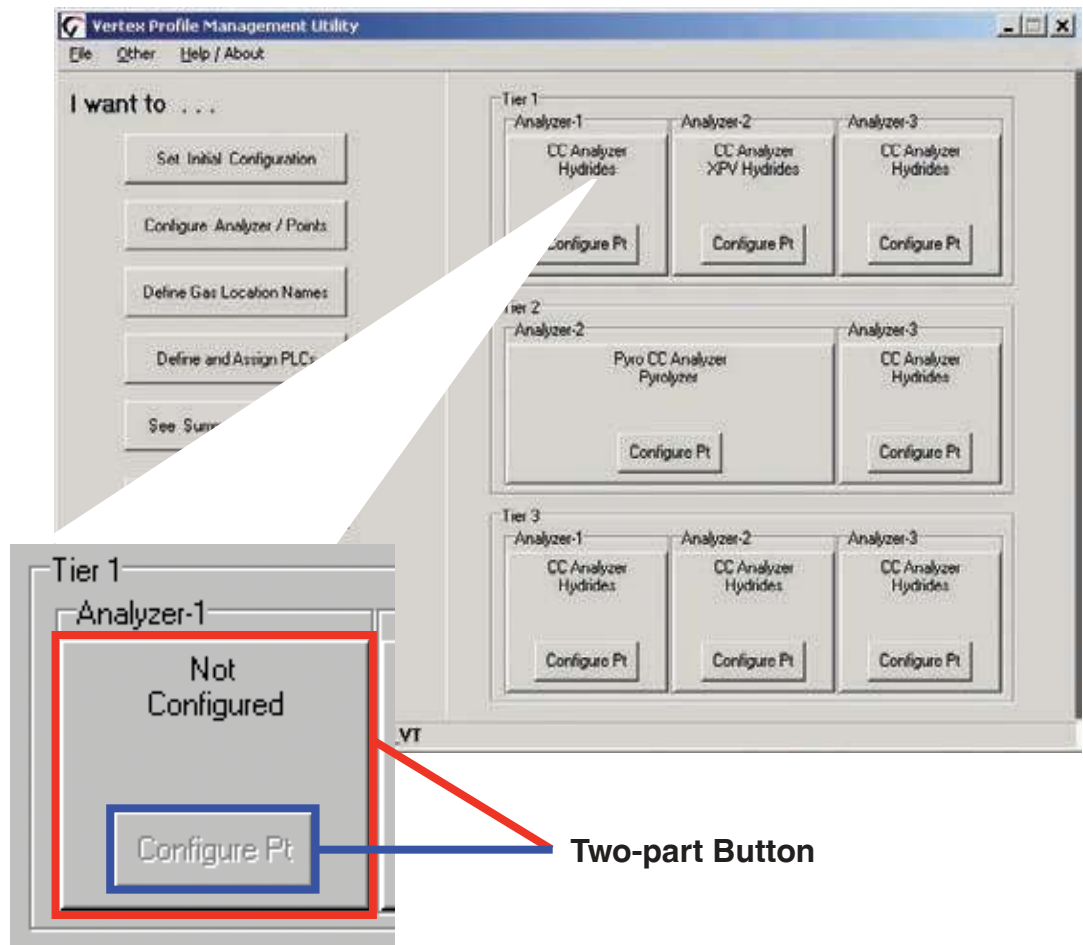 Vertex Profile Management Utility
File Other Help / About
I want to . . .
Set Initial Configuration
Configure Analyzer / Points
Define Gas Location Names
Define and Assign PLCs
See
Tier 1
Analyzer-1 Analyzer-2 Analyzer-3
CC Analyzer
Hydrides
CC Analyzer
XPV Hydrides
CC Analyzer
Hydrides
Configure Pt Configure Pt Configure Pt
Tier 2
Analyzer-2 Analyzer-3
Pyro CC Analyzer
Pyrolyzer
CC Analyzer
Hydrides
Configure Pt Configure Pt
Tier 3
Analyzer-1 Analyzer-2 Analyzer-3
CC Analyzer
Hydrides
CC Analyzer
Hydrides
CC Analyzer
Hydrides
Configure Pt Configure Pt Configure Pt
_VT
Tier 1
Analyzer-1
Not
Configured
Configure Pt
Two-part Button